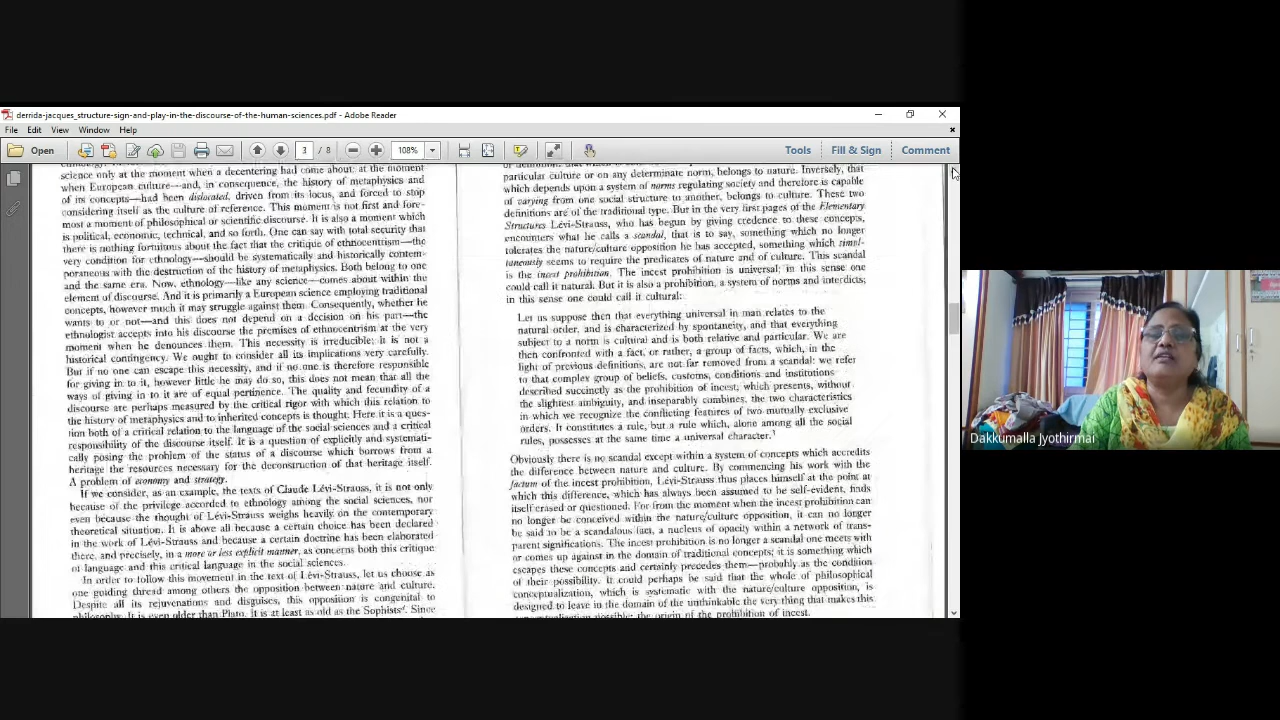 derrida-jacques_structure-sign-and-play-in-the-discourse-of-the-human-sciences.pdf - Adobe Reader
File Edit View Window Help
Open 3 / 8 108% Tools Fill & Sign Comment
science only at the moment when a decentering had come about: at the moment
when European culture—and, in consequence, the history of metaphysics and
of its concepts—had been dislocated, driven from its locus, and forced to stop
considering itself as the culture of reference. This moment is not first and fore-
most a moment of philosophical or scientific discourse. It is also a moment which
is political, economic, technical, and so forth. One can say with total security that
there is nothing fortuitous about the fact that the critique of ethnocentrism—the
very condition for ethnology—should be systematically and historically contem-
poraneous with the destruction of the history of metaphysics. Both belong to one
and the same era. Now, ethnology—like any science—comes about within the
element of discourse. And it is primarily a European science employing traditional
concepts, however much it may struggle against them. Consequently, whether he
wants to or not—and this does not depend on a decision on his part—the
ethnologist accepts into his discourse the premises of ethnocentrism at the very
moment when he denounces them. This necessity is irreducible; it is not a
historical contingency. We ought to consider all its implications very carefully.
But if no one can escape this necessity, and if no one is therefore responsible
for giving in to it, however little he may do so, this does not mean that all the
ways of giving in to it are of equal pertinence. The quality and fecundity of a
discourse are perhaps measured by the critical rigor with which this relation to
the history of metaphysics and to inherited concepts is thought. Here it is a ques-
tion both of a critical relation to the language of the social sciences and a critical
responsibility of the discourse itself. It is a question of explicitly and systemati-
cally posing the problem of the status of a discourse which borrows from a
heritage the resources necessary for the deconstruction of that heritage itself.
A problem of economy and strategy.
If we consider, as an example, the texts of Claude Lévi-Strauss, it is not only
because of the privilege accorded to ethnology among the social sciences, nor
even because the thought of Lévi-Strauss weighs heavily on the contemporary
theoretical situation. It is above all because a certain choice has been declared
in the work of Lévi-Strauss and because a certain doctrine has been elaborated
there, and precisely, in a more or less explicit manner, as concerns both this critique
of language and this critical language in the social sciences.
In order to follow this movement in the text of Lévi-Strauss, let us choose as
one guiding thread among others the opposition between nature and culture.
Despite all its rejuvenations and disguises, this opposition is congenital to
philosophy. It is even older than Plato. It is at least as old as the Sophists. Since
particular culture or on any determinate norm, belongs to nature. Inversely, that
which depends upon a system of norms regulating society and therefore is capable
of varying from one social structure to another, belongs to culture. These two
definitions are of the traditional type. But in the very first pages of the Elementary
Structures Lévi-Strauss, who has begun by giving credence to these concepts,
encounters what he calls a scandal, that is to say, something which no longer
tolerates the nature/culture opposition he has accepted, something which simul-
taneously seems to require the predicates of nature and of culture. This scandal
is the incest prohibition. The incest prohibition is universal; in this sense one
could call it natural. But it is also a prohibition, a system of norms and interdicts;
in this sense one could call it cultural:
Let us suppose then that everything universal in man relates to the
natural order, and is characterized by spontaneity, and that everything
subject to a norm is cultural and is both relative and particular. We are
then confronted with a fact, or rather, a group of facts, which, in the
light of previous definitions, are not far removed from a scandal: we refer
to that complex group of beliefs, customs, conditions and institutions
described succinctly as the prohibition of incest, which presents, without
the slightest ambiguity, and inseparably combines, the two characteristics
in which we recognize the conflicting features of two mutually exclusive
orders. It constitutes a rule, but a rule which, alone among all the social
rules, possesses at the same time a universal character.
Obviously there is no scandal except within a system of concepts which accredits
the difference between nature and culture. By commencing his work with the
factum of the incest prohibition, Lévi-Strauss thus places himself at the point at
which this difference, which has always been assumed to be self-evident, finds
itself erased or questioned. For from the moment when the incest prohibition can
no longer be conceived within the nature/culture opposition, it can no longer
be said to be a scandalous fact, a nucleus of opacity within a network of trans-
parent significations. The incest prohibition is no longer a scandal one meets with
or comes up against in the domain of traditional concepts; it is something which
escapes these concepts and certainly precedes them—probably as the condition
of their possibility. It could perhaps be said that the whole of philosophical
conceptualization, which is systematic with the nature/culture opposition, is
designed to leave in the domain of the unthinkable the very thing that makes this
conceptualization possible: the origin of the prohibition of incest.
Dakkumalla Jyothirmai